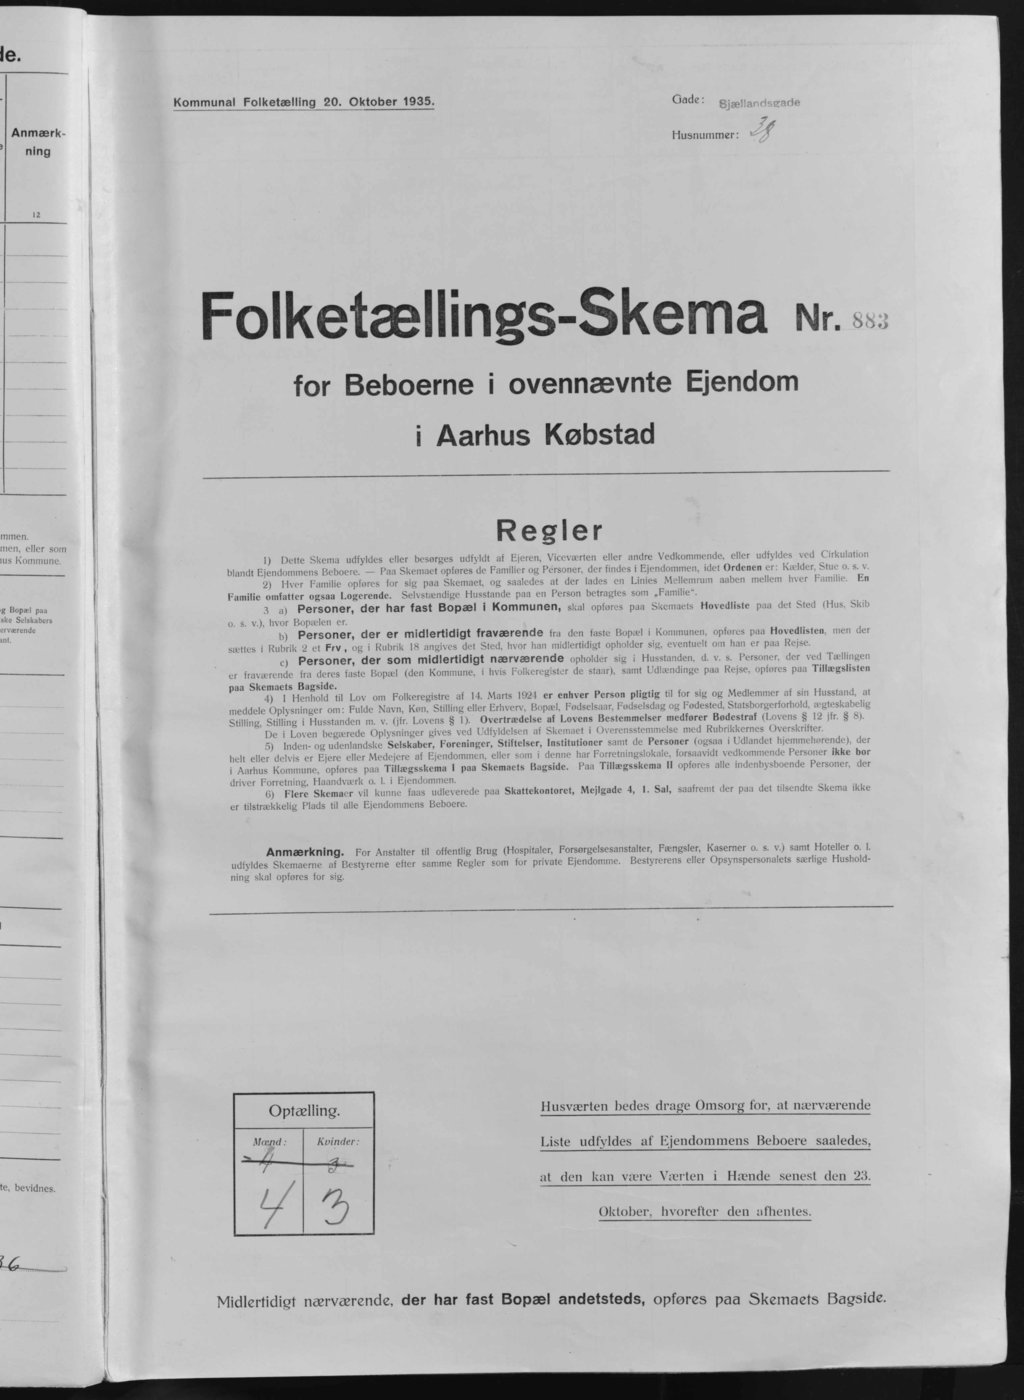 de.
Anmærk-
ning
12
mmen.
men, eller som
us Kommune.
g Bopæl paa
ske Selskabers
erværende
ant.
te, bevidnes.
36
Kommunal Folketælling 20. Oktober 1935.
Gade: Sjællandsgade
Husnummer: 38
Folketællings-Skema Nr. 883
for Beboerne i ovennævnte Ejendom
i Aarhus Købstad
Regler
1) Dette Skema udfyldes eller besørges udfyldt af Ejeren, Viceværten eller andre Vedkommende, eller udfyldes ved Cirkulation
blandt Ejendommens Beboere. — Paa Skemaet opføres de Familier og Personer, der findes i Ejendommen, idet Ordenen er: Kælder, Stue o. s. v.
2) Hver Familie opføres for sig paa Skemaet, og saaledes at der lades en Linies Mellemrum aaben mellem hver Familie. En
Familie omfatter ogsaa Logerende. Selvstændige Husstande paa en Person betragtes som „Familie“.
3 a) Personer, der har fast Bopæl i Kommunen, skal opføres paa Skemaets Hovedliste paa det Sted (Hus, Skib
o. s. v.), hvor Bopælen er.
b) Personer, der er midlertidigt fraværende fra den faste Bopæl i Kommunen, opføres paa Hovedlisten, men der
sættes i Rubrik 2 et Frv, og i Rubrik 18 angives det Sted, hvor han midlertidigt opholder sig, eventuelt om han er paa Rejse.
c) Personer, der som midlertidigt nærværende opholder sig i Husstanden, d. v. s. Personer, der ved Tællingen
er fraværende fra deres faste Bopæl (den Kommune, i hvis Folkeregister de staar), samt Udlændinge paa Rejse, opføres paa Tillægslisten
paa Skemaets Bagside.
4) I Henhold til Lov om Folkeregistre af 14. Marts 1924 er enhver Person pligtig til for sig og Medlemmer af sin Husstand, at
meddele Oplysninger om: Fulde Navn, Køn, Stilling eller Erhverv, Bopæl, Fødselsaar, Fødselsdag og Fødested, Statsborgerforhold, ægteskabelig
Stilling, Stilling i Husstanden m. v. (jfr. Lovens § 1). Overtrædelse af Lovens Bestemmelser medfører Bødestraf (Lovens § 12 jfr. § 8).
De i Loven begærede Oplysninger gives ved Udfyldelsen af Skemaet i Overensstemmelse med Rubrikkernes Overskrifter.
5) Inden- og udenlandske Selskaber, Foreninger, Stiftelser, Institutioner samt de Personer (ogsaa i Udlandet hjemmehørende), der
helt eller delvis er Ejere eller Medejere af Ejendommen, eller som i denne har Forretningslokale, forsaavidt vedkommende Personer ikke bor
i Aarhus Kommune, opføres paa Tillægsskema I paa Skemaets Bagside. Paa Tillægsskema II opføres alle indenbysboende Personer, der
driver Forretning, Haandværk o. l. i Ejendommen.
6) Flere Skemaer vil kunne faas udleverede paa Skattekontoret, Mejlgade 4, 1. Sal, saafremt der paa det tilsendte Skema ikke
er tilstrækkelig Plads til alle Ejendommens Beboere.
Anmærkning. For Anstalter til offentlig Brug (Hospitaler, Forsørgelsesanstalter, Fængsler, Kaserner o. s. v.) samt Hoteller o. l.
udfyldes Skemaerne af Bestyrerne efter samme Regler som for private Ejendomme. Bestyrerens eller Opsynspersonalets særlige Hushold-
ning skal opføres for sig.
Optælling.
Mænd: Kvinder:
4 3
4 3
Husværten bedes drage Omsorg for, at nærværende
Liste udfyldes af Ejendommens Beboere saaledes,
at den kan være Værten i Hænde senest den 23.
Oktober, hvorefter den afhentes.
Midlertidigt nærværende, der har fast Bopæl andetsteds, opføres paa Skemaets Bagside.